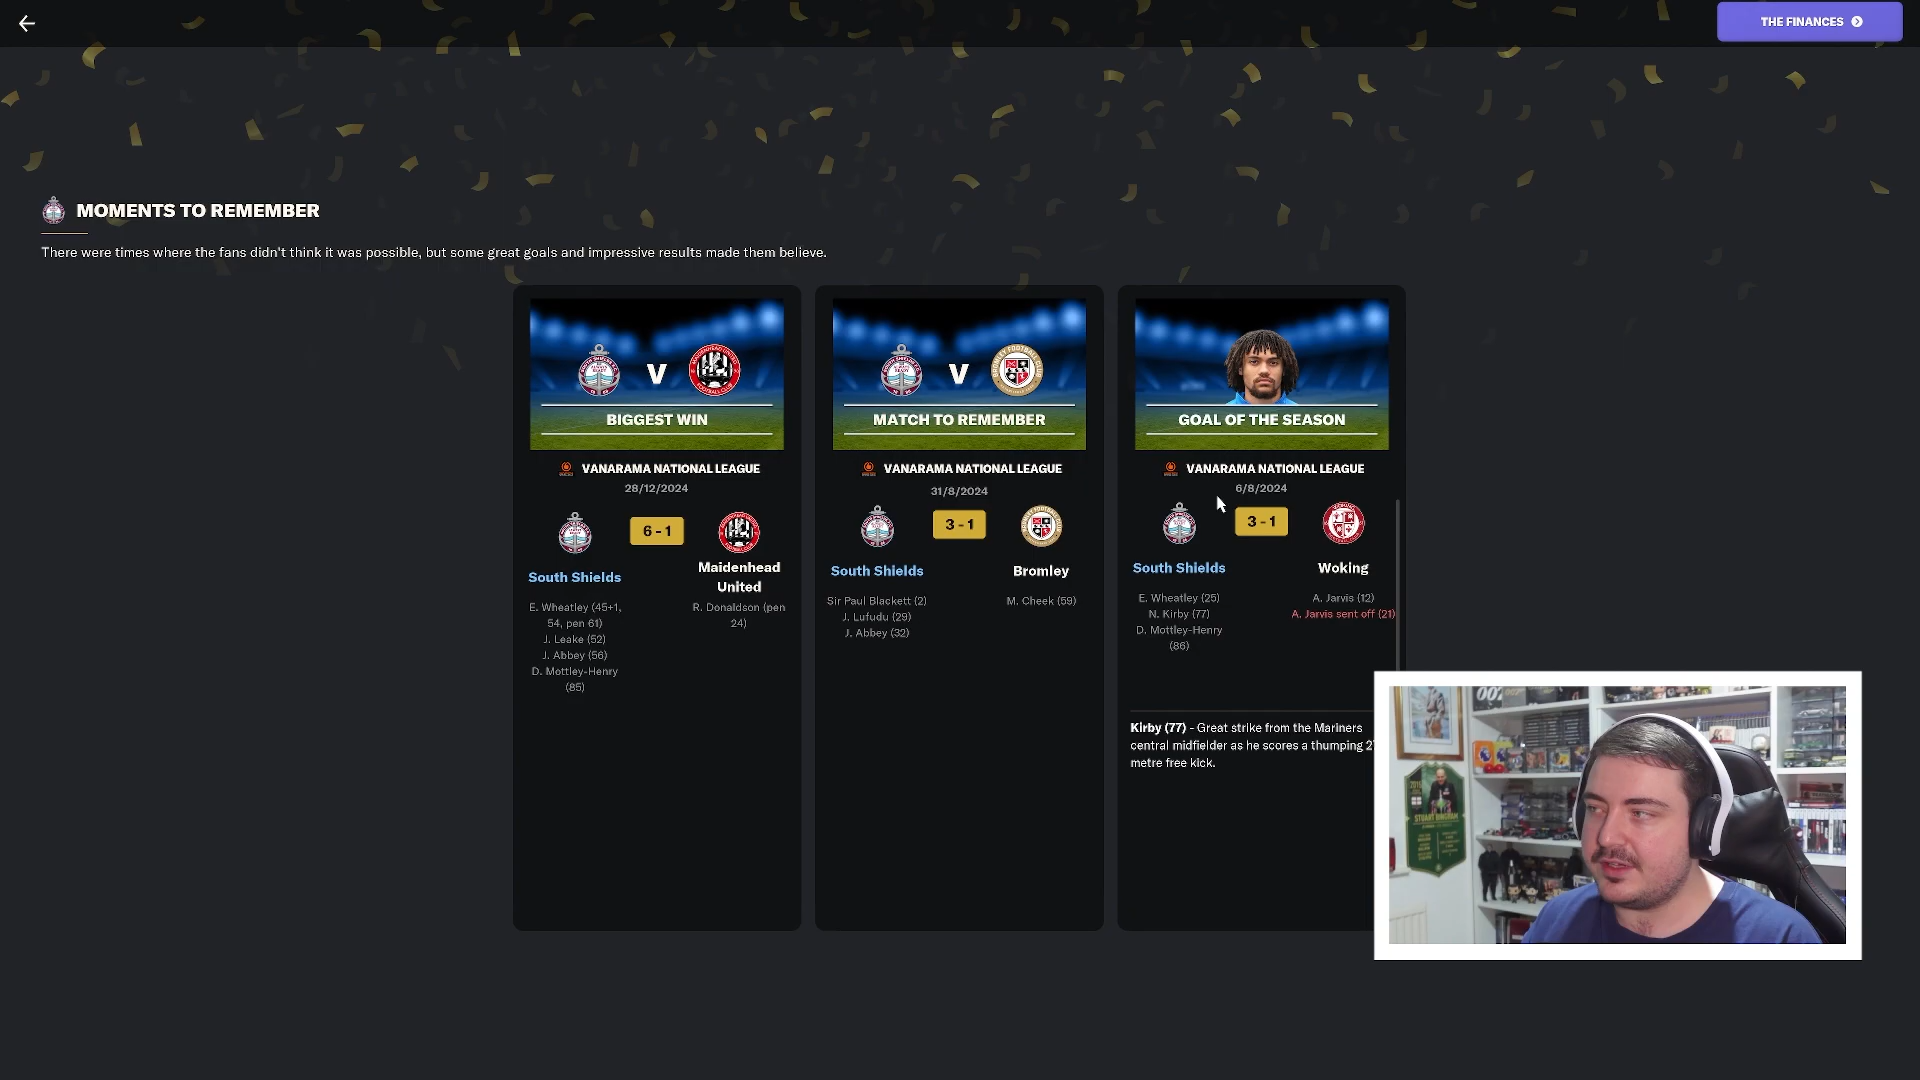 THE FINANCES
MOMENTS TO REMEMBER
There were times where the fans didn't think it was possible, but some great goals and impressive results made them believe.
V
BIGGEST WIN
VANARAMA NATIONAL LEAGUE
28/12/2024
6 - 1
South Shields
Maidenhead
United
E. Wheatley (45+1,
54, pen 61)
J. Leake (52)
J. Abbey (56)
D. Mottley-Henry
(85)
R. Donaldson (pen
24)
V
MATCH TO REMEMBER
VANARAMA NATIONAL LEAGUE
31/8/2024
3 - 1
South Shields
Bromley
Sir Paul Blackett (2)
J. Lufudu (29)
J. Abbey (32)
M. Cheek (59)
GOAL OF THE SEASON
VANARAMA NATIONAL LEAGUE
6/8/2024
3 - 1
South Shields
Woking
E. Wheatley (25)
N. Kirby (77)
D. Mottley-Henry
(86)
A. Jarvis (12)
A. Jarvis sent off (21)
Kirby (77) - Great strike from the Mariners
central midfielder as he scores a thumping
metre free kick.
007
STUART BINGHAM